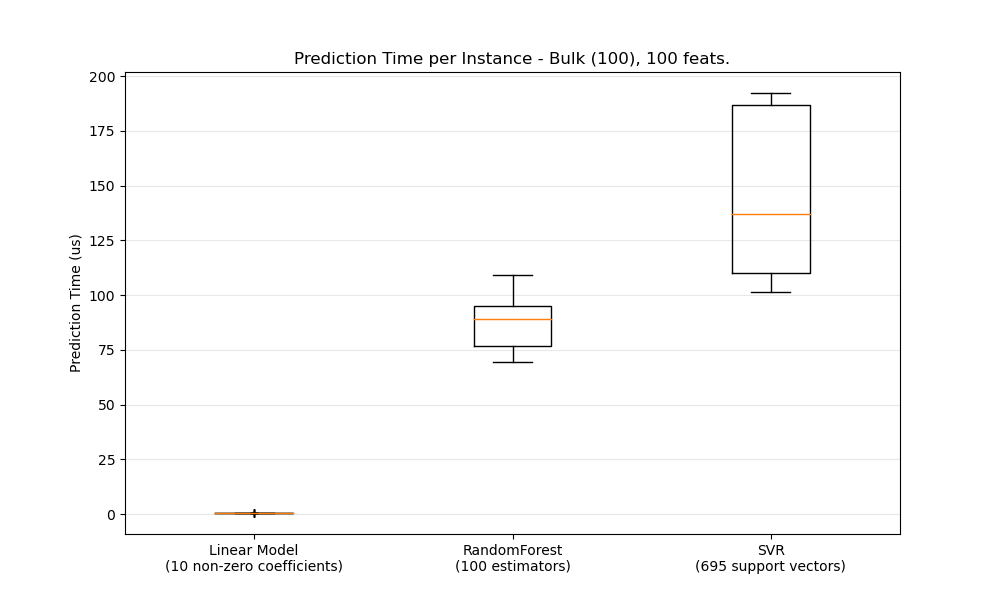 Prediction Time per Instance - Bulk (100), 100 feats.
200
175
150
125
100
75
50
25
0
Prediction Time (us)
Linear Model
(10 non-zero coefficients)
RandomForest
(100 estimators)
SVR
(695 support vectors)